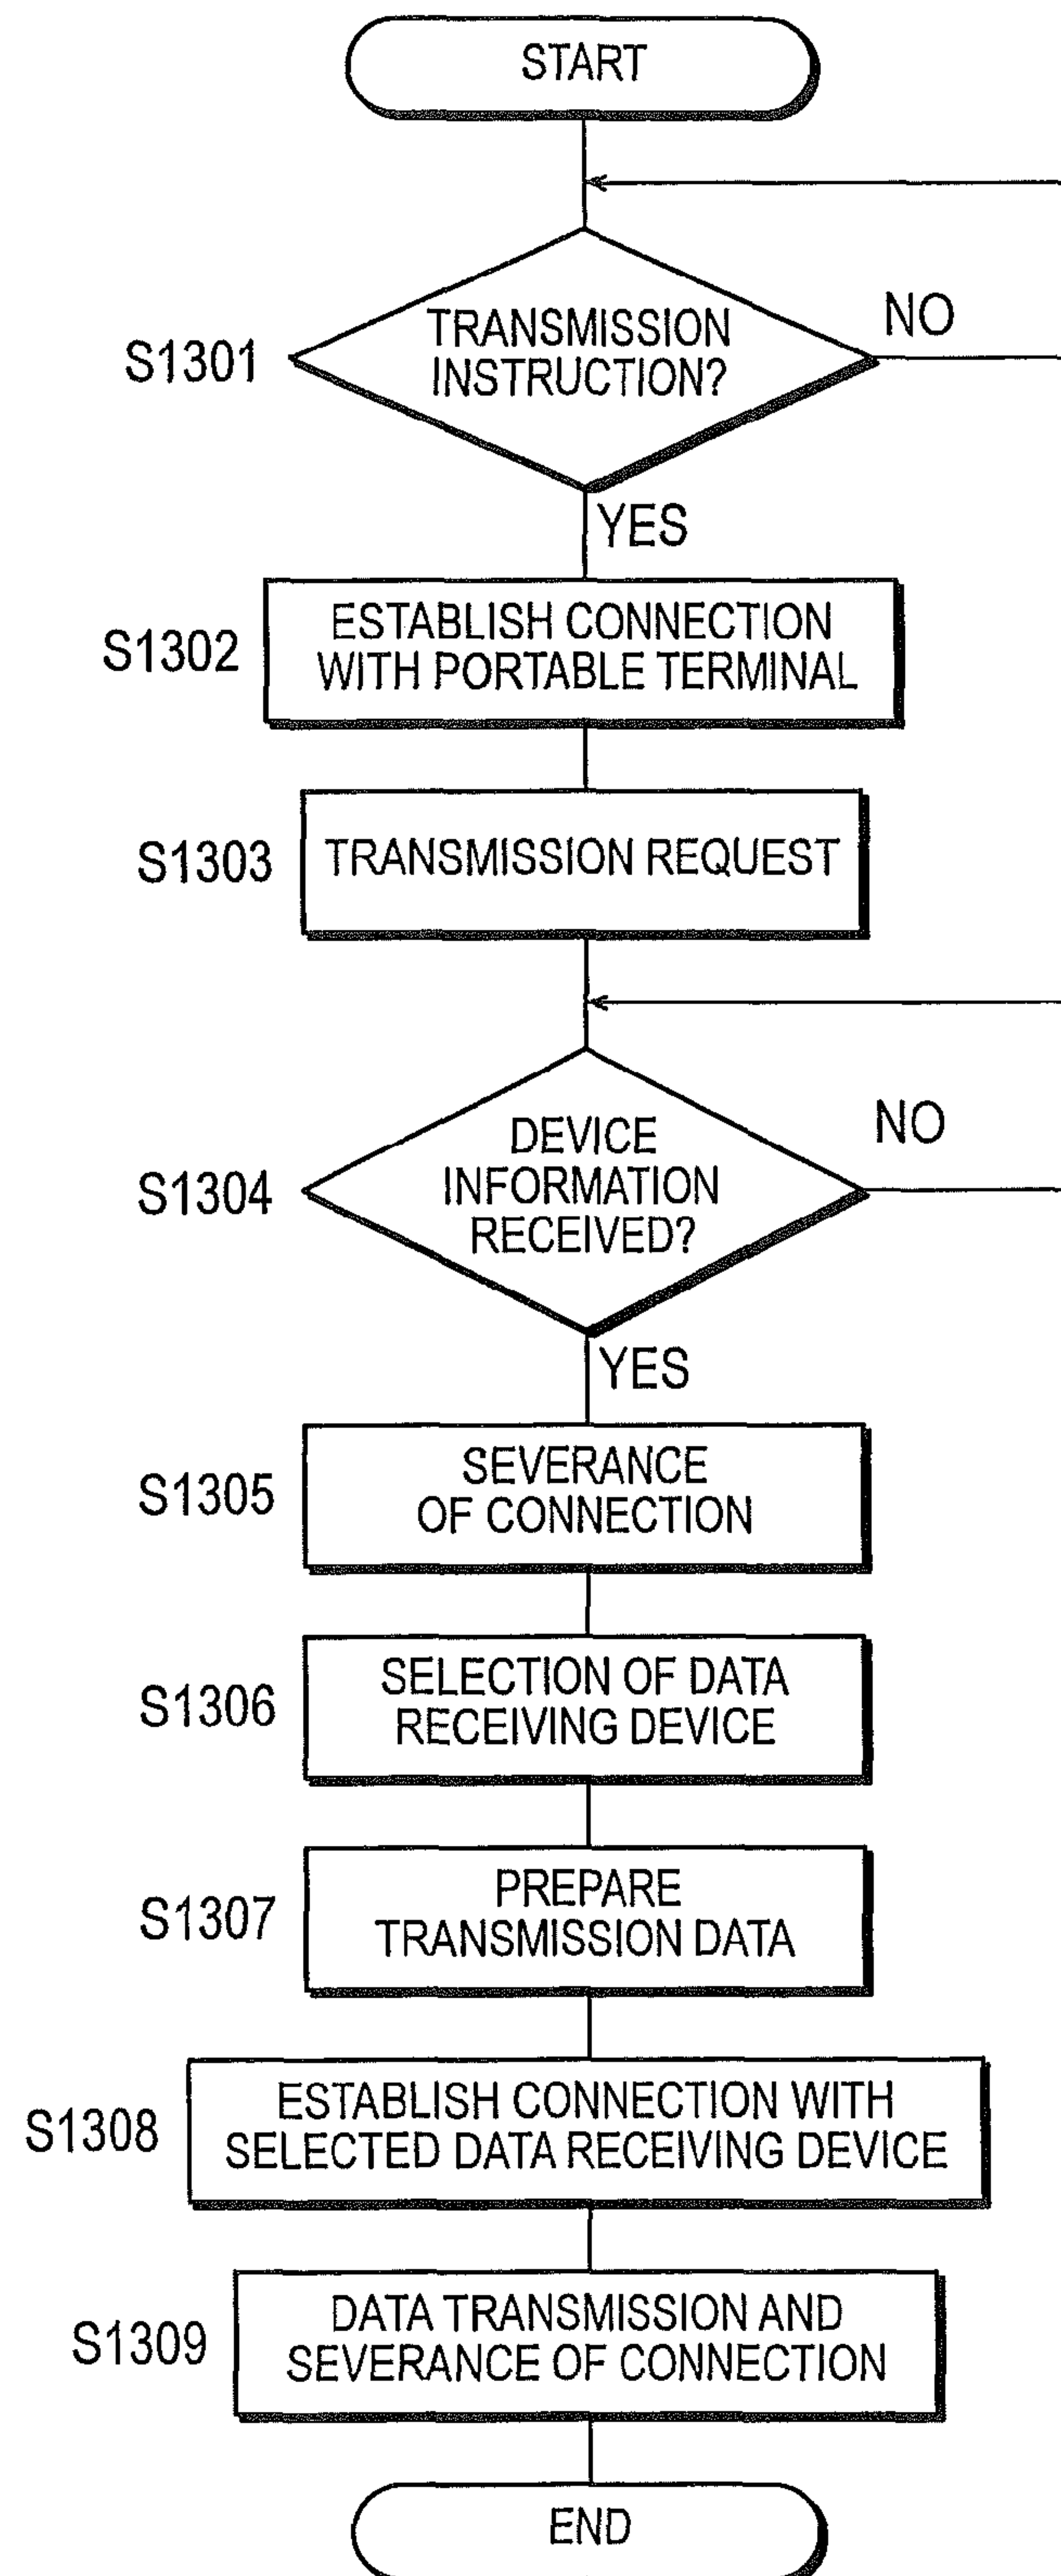 START
TRANSMISSION
INSTRUCTION?
NO
S1301
YES
ESTABLISH CONNECTION
WITH PORTABLE TERMINAL
S1302
TRANSMISSION REQUEST
S1303
DEVICE
INFORMATION
RECEIVED?
NO
S1304
YES
SEVERANCE
OF CONNECTION
S1305
SELECTION OF DATA
RECEIVING DEVICE
S1306
PREPARE
TRANSMISSION DATA
S1307
ESTABLISH CONNECTION WITH
SELECTED DATA RECEIVING DEVICE
S1308
DATA TRANSMISSION AND
SEVERANCE OF CONNECTION
S1309
END